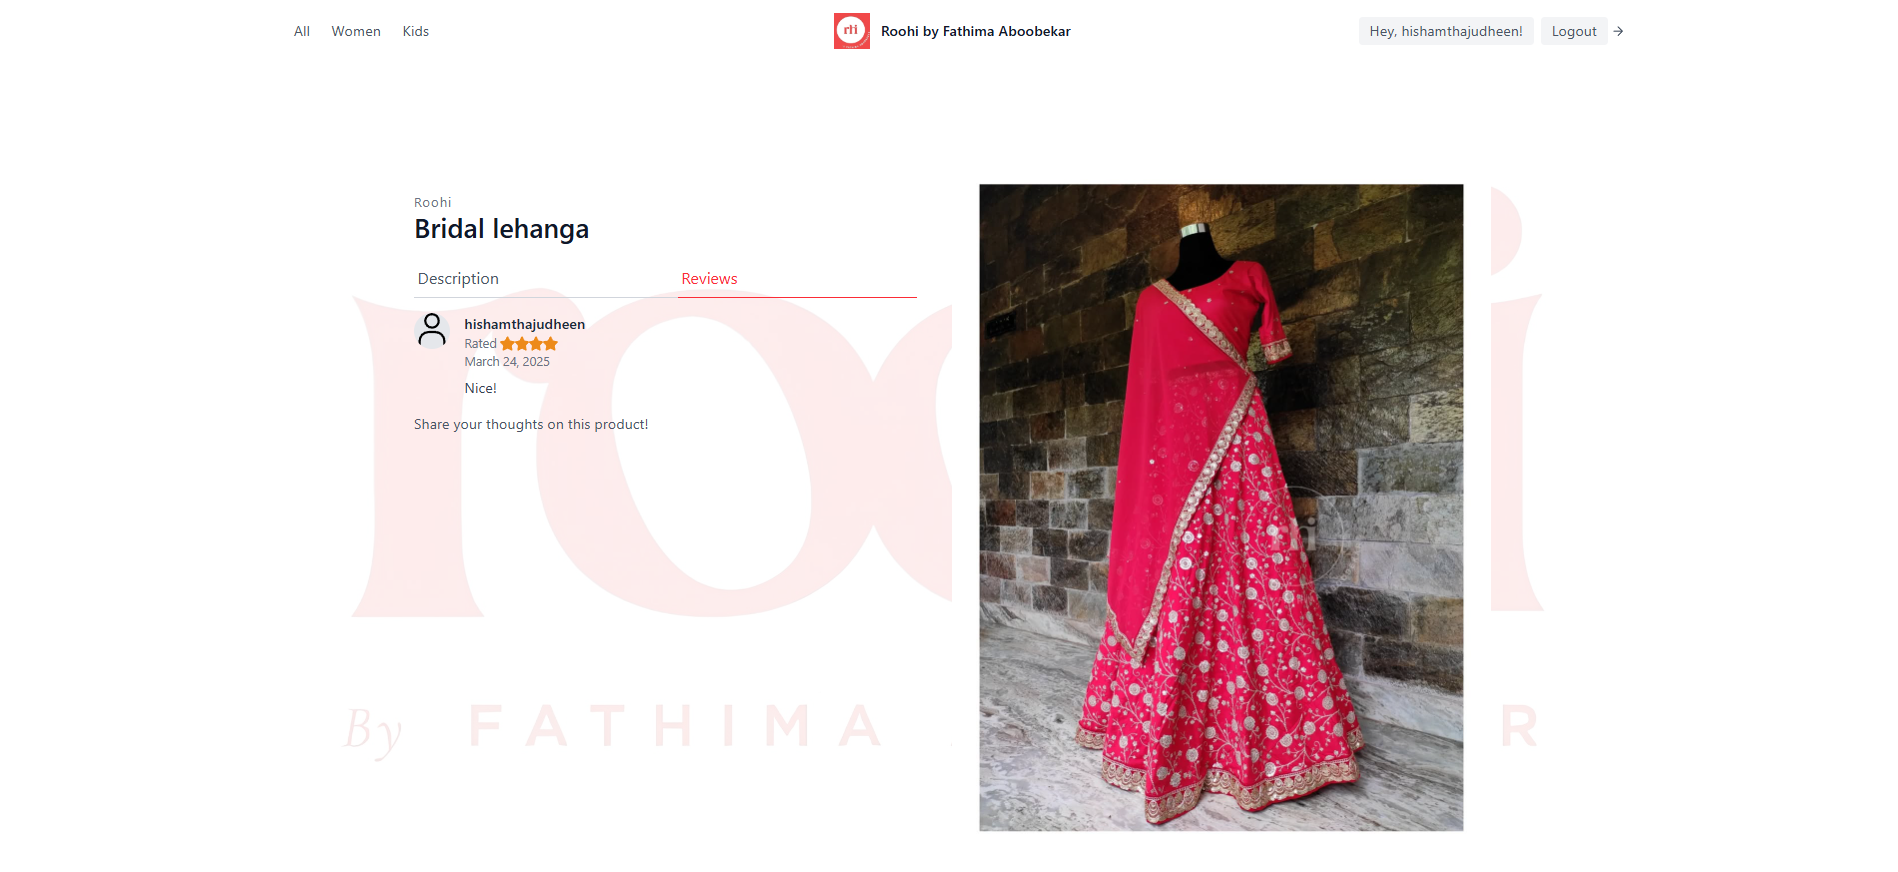 All Women Kids
rhi Roohi by Fathima Aboobekar
Hey, hishamthajudheen! Logout
Roohi
Bridal lehanga
Description Reviews
hishamthajudheen
Rated
March 24, 2025
Nice!
Share your thoughts on this product!
By FATHIMA R